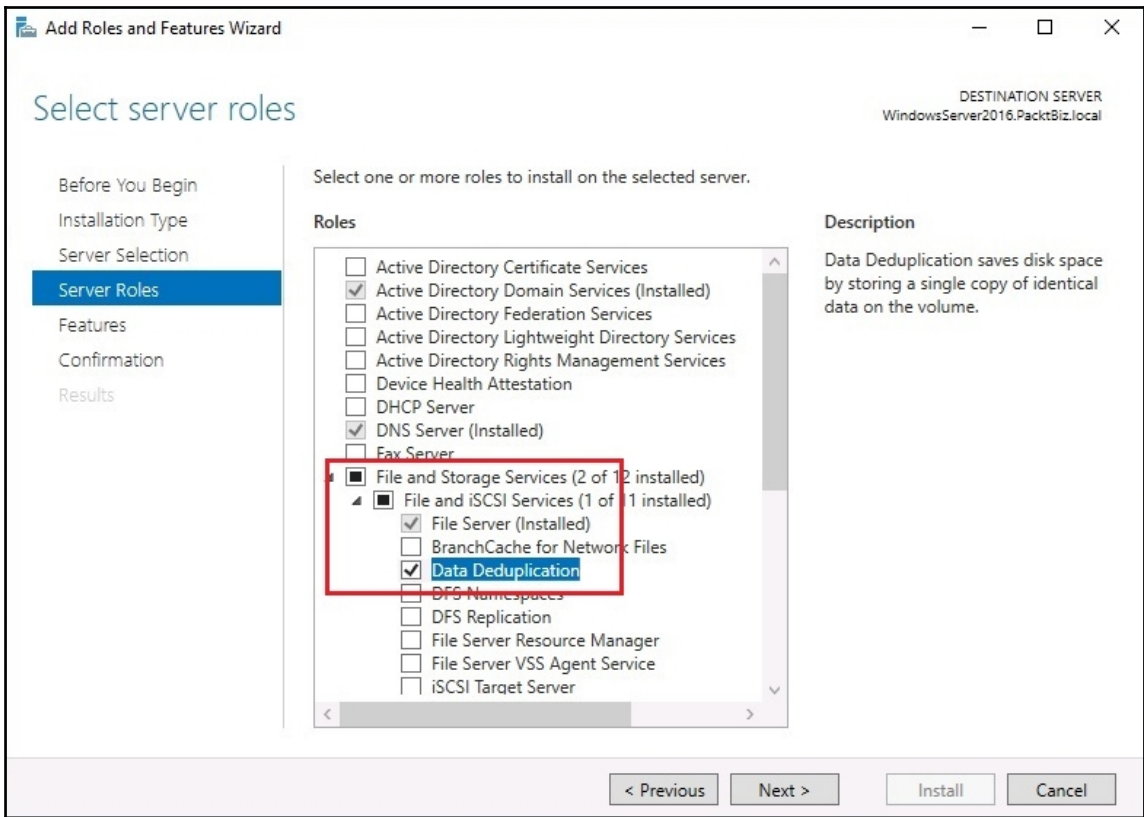 Add Roles and Features Wizard
Select server roles
DESTINATION SERVER
WindowsServer2016.PacktBiz.local
Before You Begin
Installation Type
Server Selection
Server Roles
Features
Confirmation
Results
Select one or more roles to install on the selected server.
Roles
Active Directory Certificate Services
Active Directory Domain Services (Installed)
Active Directory Federation Services
Active Directory Lightweight Directory Services
Active Directory Rights Management Services
Device Health Attestation
DHCP Server
DNS Server (Installed)
Fax Server
File and Storage Services (2 of 12 installed)
File and iSCSI Services (1 of 11 installed)
File Server (Installed)
BranchCache for Network Files
Data Deduplication
DFS Namespaces
DFS Replication
File Server Resource Manager
File Server VSS Agent Service
iSCSI Target Server
Description
Data Deduplication saves disk space
by storing a single copy of identical
data on the volume.
< Previous
Next >
Install
Cancel